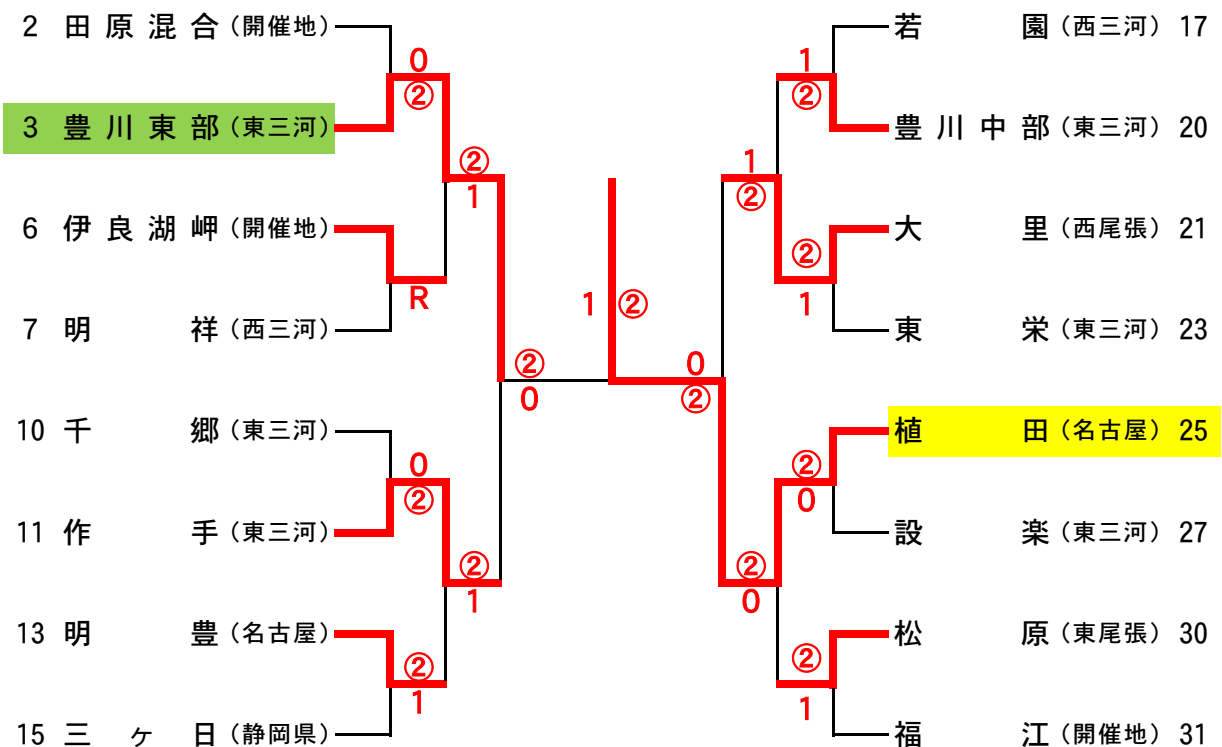 2 田原混合（開催地）
0
②
3 豊川東部（東三河）
②
1
6 伊良湖岬（開催地）
R
7 明祥（西三河）
②
0
10 千郷（東三河）
0
②
11 作手（東三河）
②
1
13 明豊（名古屋）
②
1
15 三ヶ日（静岡県）
1 ②
若園（西三河）17
1
②
豊川中部（東三河）20
1
②
大里（西尾張）21
②
1
東栄（東三河）23
0
②
植田（名古屋）25
②
0
設楽（東三河）27
②
0
松原（東尾張）30
②
1
福江（開催地）31